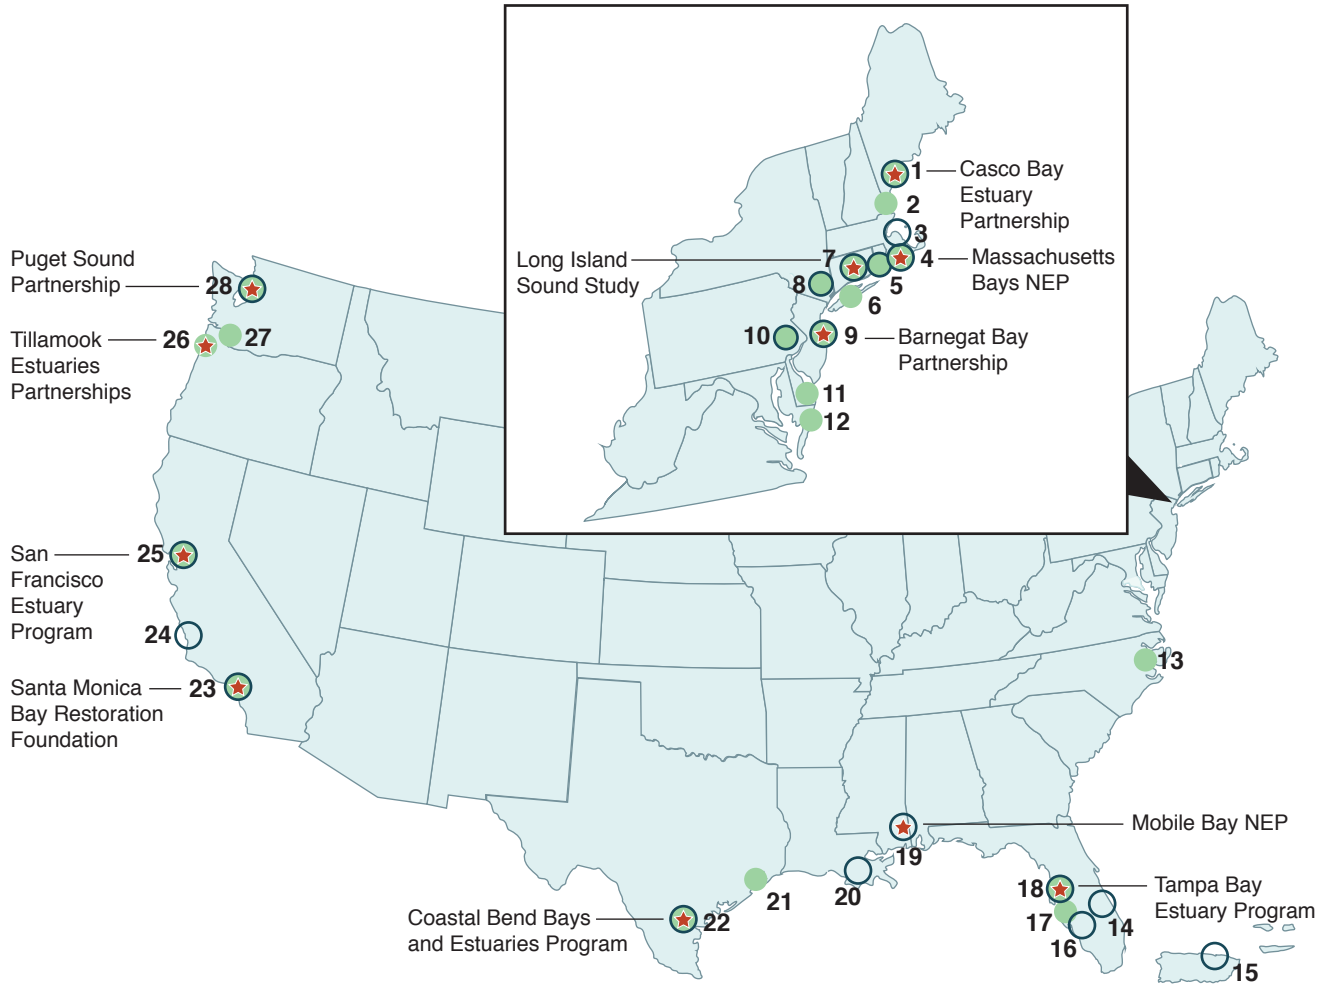 1
Casco Bay
Estuary
Partnership
2
3
4
Massachusetts
Bays NEP
5
6
7
Long Island
Sound Study
8
9
Barnegat Bay
Partnership
10
11
12
Puget Sound
Partnership
28
Tillamook
Estuaries
Partnerships
26
27
San
Francisco
Estuary
Program
25
24
Santa Monica
Bay Restoration
Foundation
23
13
Mobile Bay NEP
19
20
21
Coastal Bend Bays
and Estuaries Program
22
18
Tampa Bay
Estuary Program
17
16
14
15